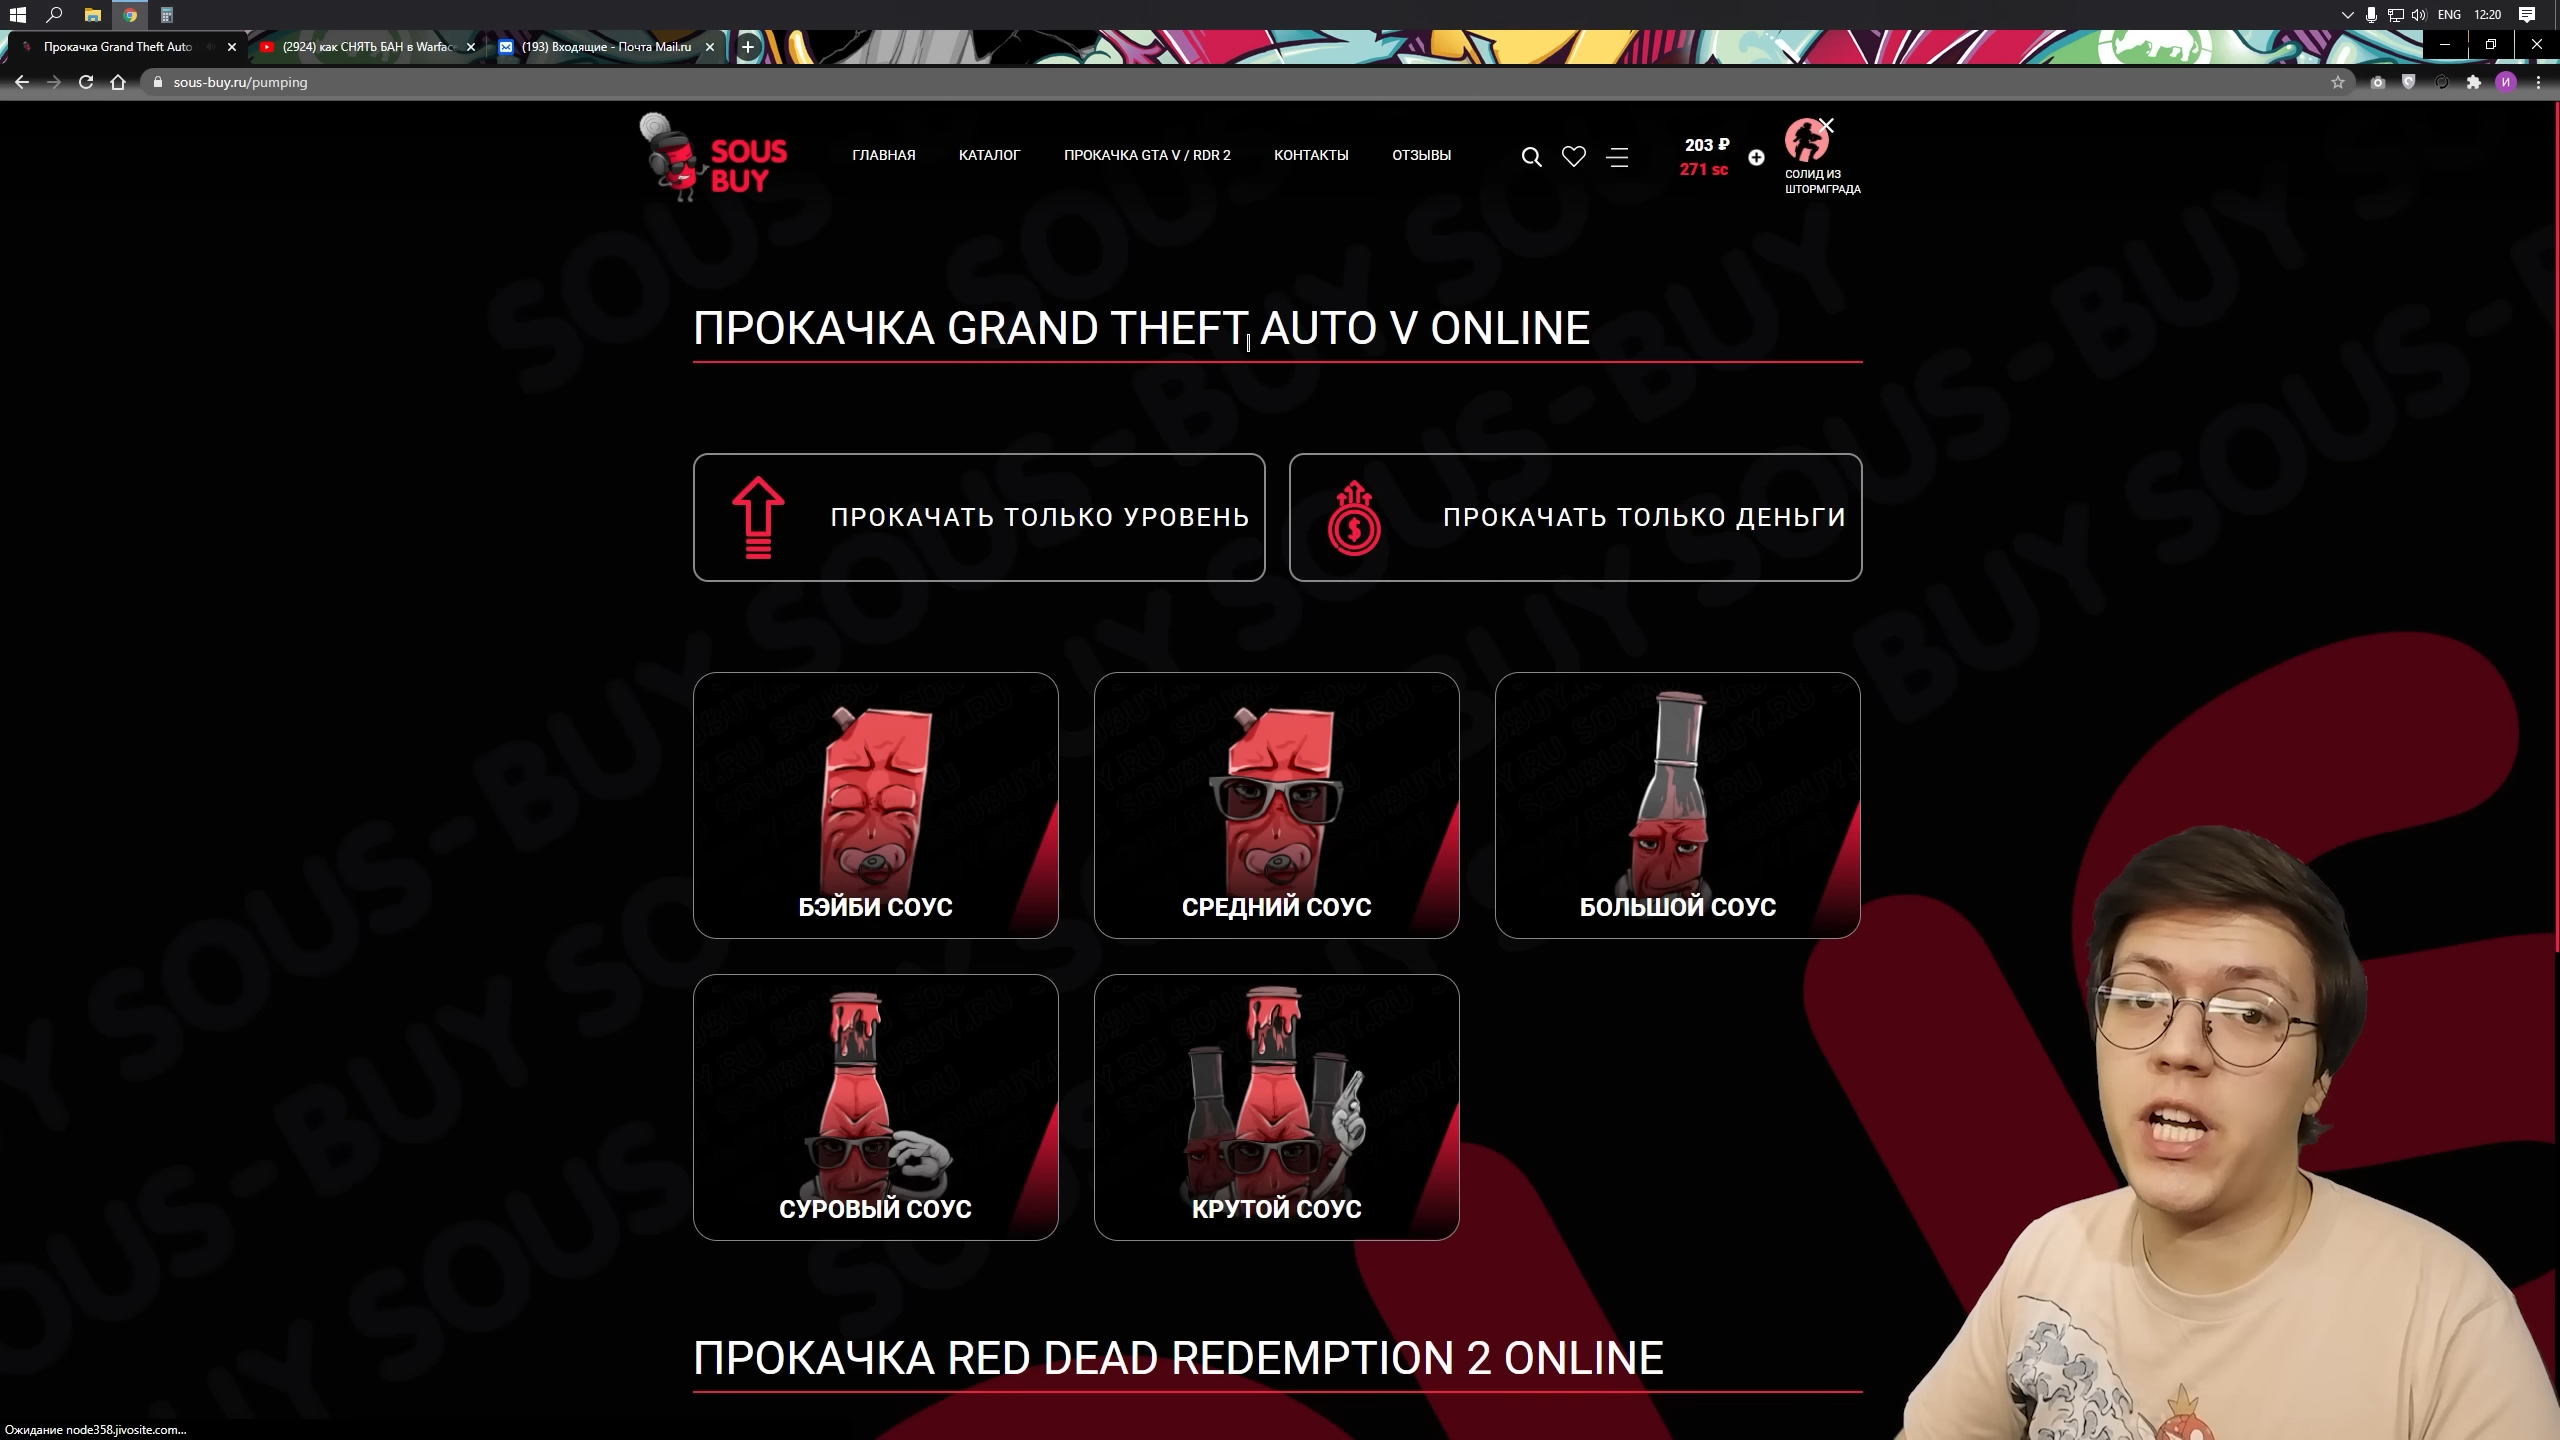 ENG 12:20
Прокачка Grand Theft Auto
(2924) как СНЯТЬ БАН в Warface
(193) Входящие - Почта Mail.ru
sous-buy.ru/pumping
И
SOUS
BUY
ГЛАВНАЯ
КАТАЛОГ
ПРОКАЧКА GTA V / RDR 2
КОНТАКТЫ
ОТЗЫВЫ
203 ₽
271 sc
СОЛИД ИЗ
ШТОРМГРАДА
ПРОКАЧКА GRAND THEFT AUTO V ONLINE
ПРОКАЧАТЬ ТОЛЬКО УРОВЕНЬ
ПРОКАЧАТЬ ТОЛЬКО ДЕНЬГИ
БЭЙБИ СОУС
СРЕДНИЙ СОУС
БОЛЬШОЙ СОУС
СУРОВЫЙ СОУС
КРУТОЙ СОУС
ПРОКАЧКА RED DEAD REDEMPTION 2 ONLINE
Ожидание node358.jivosite.com...